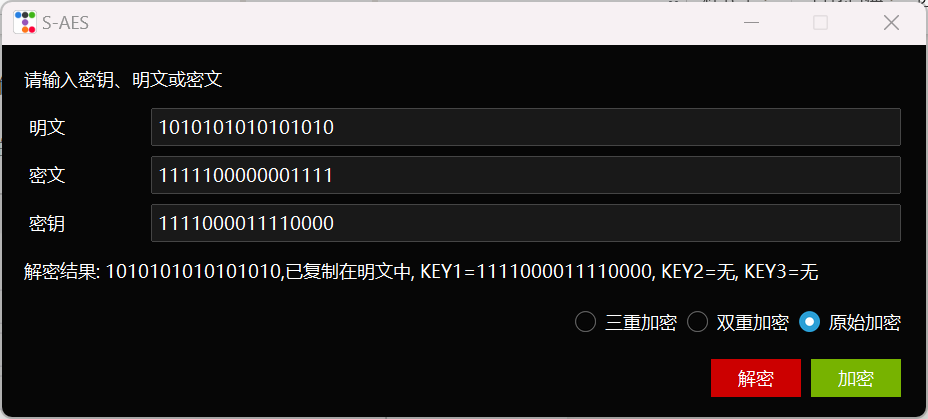 S-AES
请输入密钥、明文或密文
明文 1010101010101010
密文 1111100000001111
密钥 1111000011110000
解密结果: 1010101010101010,已复制在明文中, KEY1=1111000011110000, KEY2=无, KEY3=无
三重加密 双重加密 原始加密
解密 加密